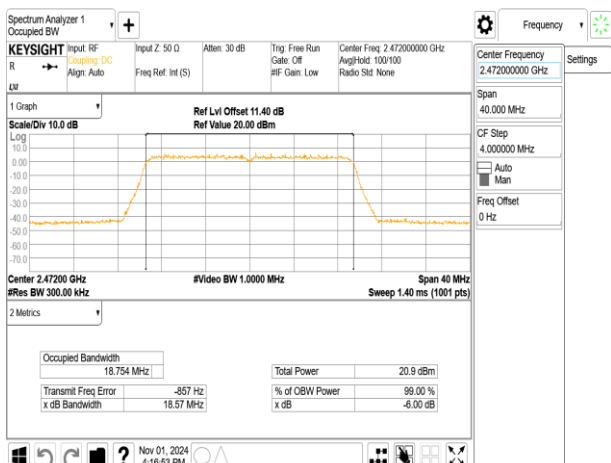 Spectrum Analyzer 1
Occupied BW
Frequency
KEYSIGHT
R
Input: RF
Coupling: DC
Align: Auto
Input Z: 50 Ω
Freq Ref: Int (S)
Atten: 30 dB
Trig: Free Run
Gate: Off
#IF Gain: Low
Center Freq: 2.472000000 GHz
Avg|Hold: 100/100
Radio Std: None
1 Graph
Scale/Div 10.0 dB
Ref Lvl Offset 11.40 dB
Ref Value 20.00 dBm
Log
10.0
0.00
-10.0
-20.0
-30.0
-40.0
-50.0
-60.0
-70.0
Center 2.47200 GHz
#Res BW 300.00 kHz
#Video BW 1.0000 MHz
Span 40 MHz
Sweep 1.40 ms (1001 pts)
2 Metrics
Occupied Bandwidth
18.754 MHz
Transmit Freq Error -857 Hz
x dB Bandwidth 18.57 MHz
Total Power 20.9 dBm
% of OBW Power 99.00 %
x dB -6.00 dB
Center Frequency
2.472000000 GHz
Span
40.000 MHz
CF Step
4.000000 MHz
Auto
Man
Freq Offset
0 Hz
Settings
?
Nov 01, 2024
4:16:53 PM